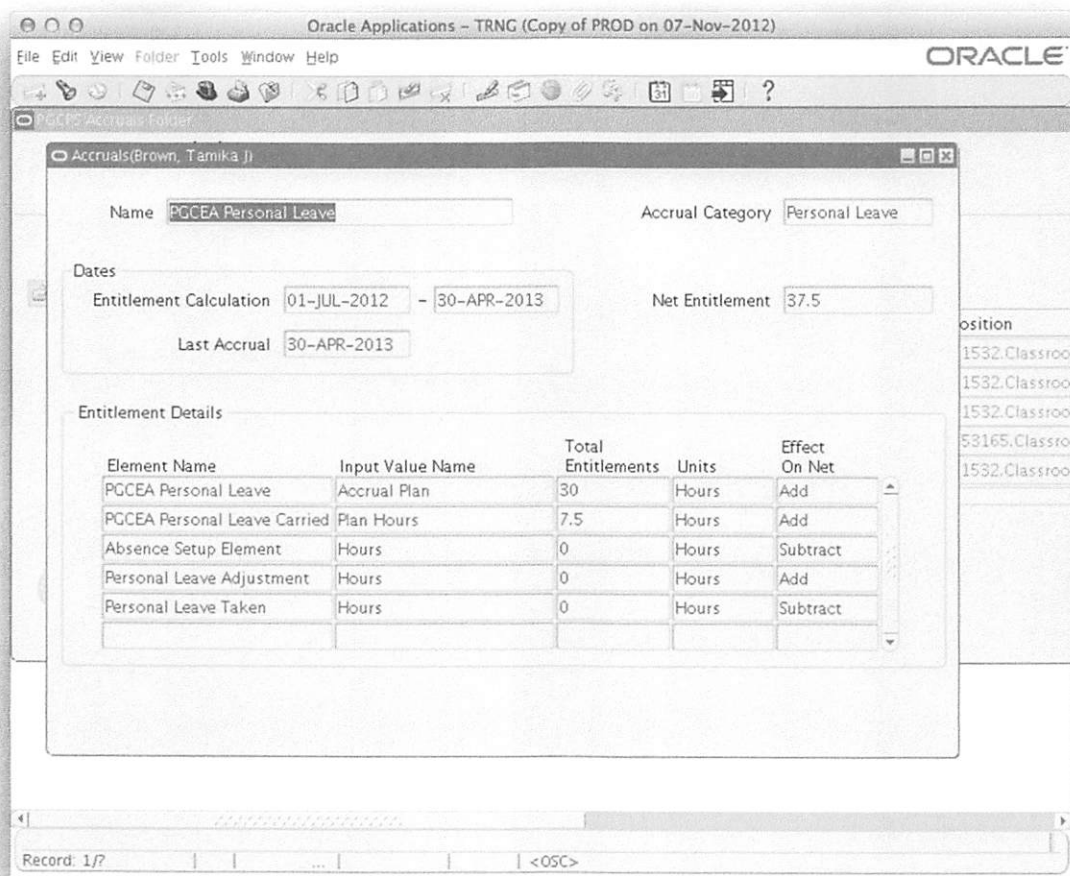 Oracle Applications – TRNG (Copy of PROD on 07-Nov-2012)
File Edit View Folder Tools Window Help
ORACLE
PGCPS Accruals Folder
Accruals(Brown, Tamika J)
Name PGCEA Personal Leave Accrual Category Personal Leave
Dates
Entitlement Calculation 01-JUL-2012 – 30-APR-2013 Net Entitlement 37.5
Last Accrual 30-APR-2013
osition
1532.Classroo
1532.Classroo
1532.Classroo
53165.Classro
1532.Classroo
Entitlement Details
Element Name Input Value Name Total Entitlements Units Effect On Net
PGCEA Personal Leave Accrual Plan 30 Hours Add
PGCEA Personal Leave Carried Plan Hours 7.5 Hours Add
Absence Setup Element Hours 0 Hours Subtract
Personal Leave Adjustment Hours 0 Hours Add
Personal Leave Taken Hours 0 Hours Subtract
Record: 1/? ... <OSC>